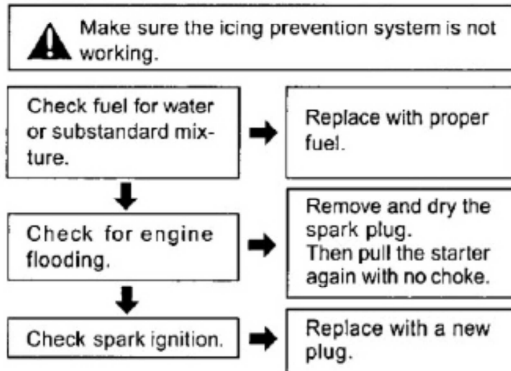 Make sure the icing prevention system is not
working.
Check fuel for water
or substandard mix-
ture.
Replace with proper
fuel.
Check for engine
flooding.
Remove and dry the
spark plug.
Then pull the starter
again with no choke.
Check spark ignition.
Replace with a new
plug.